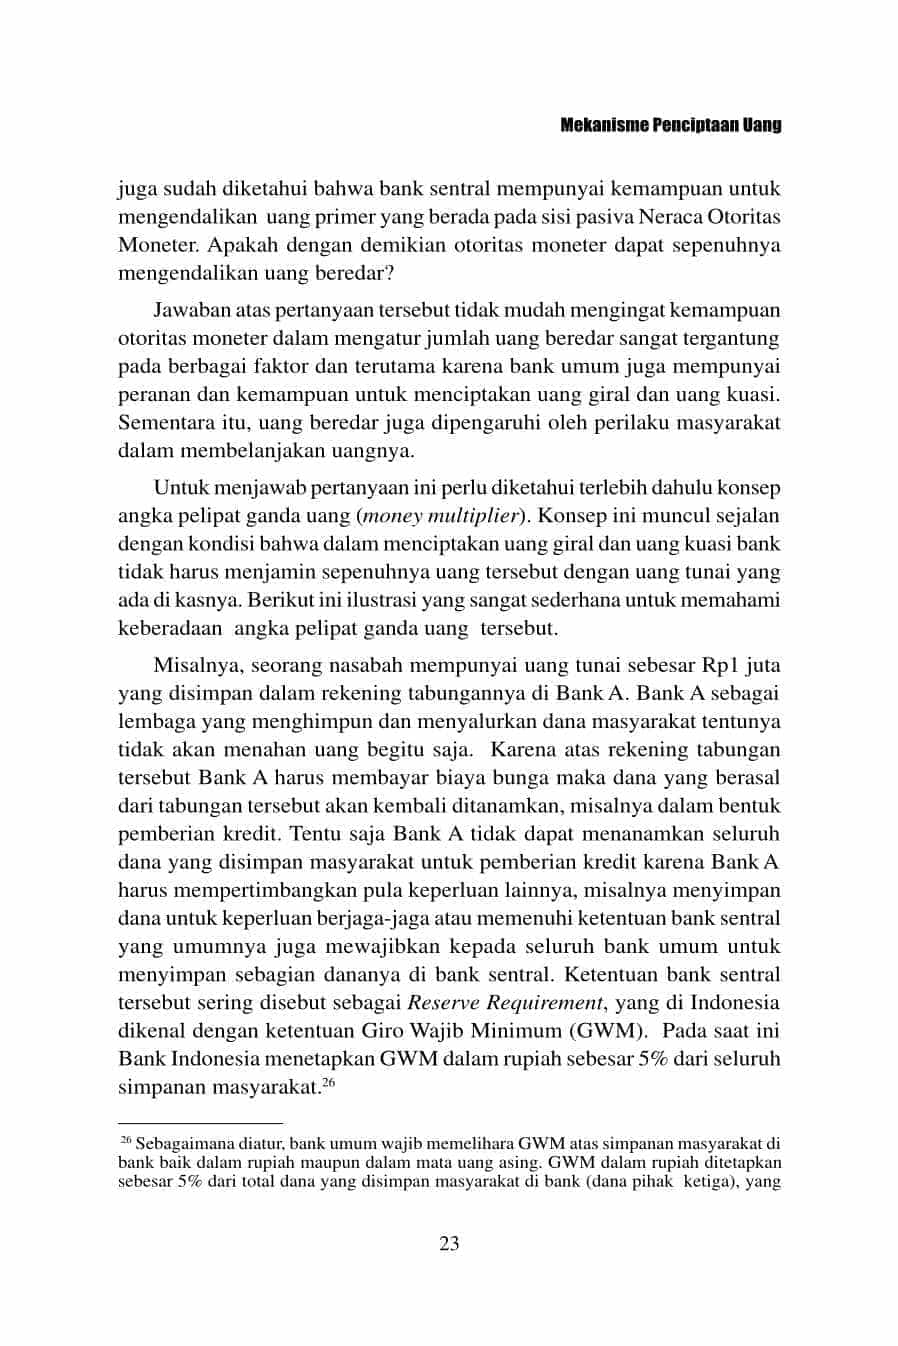 Mekanisme Penciptaan Uang
juga sudah diketahui bahwa bank sentral mempunyai kemampuan untuk
mengendalikan uang primer yang berada pada sisi pasiva Neraca Otoritas
Moneter. Apakah dengan demikian otoritas moneter dapat sepenuhnya
mengendalikan uang beredar?
Jawaban atas pertanyaan tersebut tidak mudah mengingat kemampuan
otoritas moneter dalam mengatur jumlah uang beredar sangat tergantung
pada berbagai faktor dan terutama karena bank umum juga mempunyai
peranan dan kemampuan untuk menciptakan uang giral dan uang kuasi.
Sementara itu, uang beredar juga dipengaruhi oleh perilaku masyarakat
dalam membelanjakan uangnya.
Untuk menjawab pertanyaan ini perlu diketahui terlebih dahulu konsep
angka pelipat ganda uang (money multiplier). Konsep ini muncul sejalan
dengan kondisi bahwa dalam menciptakan uang giral dan uang kuasi bank
tidak harus menjamin sepenuhnya uang tersebut dengan uang tunai yang
ada di kasnya. Berikut ini ilustrasi yang sangat sederhana untuk memahami
keberadaan angka pelipat ganda uang tersebut.
Misalnya, seorang nasabah mempunyai uang tunai sebesar Rp1 juta
yang disimpan dalam rekening tabungannya di Bank A. Bank A sebagai
lembaga yang menghimpun dan menyalurkan dana masyarakat tentunya
tidak akan menahan uang begitu saja. Karena atas rekening tabungan
tersebut Bank A harus membayar biaya bunga maka dana yang berasal
dari tabungan tersebut akan kembali ditanamkan, misalnya dalam bentuk
pemberian kredit. Tentu saja Bank A tidak dapat menanamkan seluruh
dana yang disimpan masyarakat untuk pemberian kredit karena Bank A
harus mempertimbangkan pula keperluan lainnya, misalnya menyimpan
dana untuk keperluan berjaga-jaga atau memenuhi ketentuan bank sentral
yang umumnya juga mewajibkan kepada seluruh bank umum untuk
menyimpan sebagian dananya di bank sentral. Ketentuan bank sentral
tersebut sering disebut sebagai Reserve Requirement, yang di Indonesia
dikenal dengan ketentuan Giro Wajib Minimum (GWM). Pada saat ini
Bank Indonesia menetapkan GWM dalam rupiah sebesar 5% dari seluruh
simpanan masyarakat.26
26 Sebagaimana diatur, bank umum wajib memelihara GWM atas simpanan masyarakat di
bank baik dalam rupiah maupun dalam mata uang asing. GWM dalam rupiah ditetapkan
sebesar 5% dari total dana yang disimpan masyarakat di bank (dana pihak ketiga), yang
23